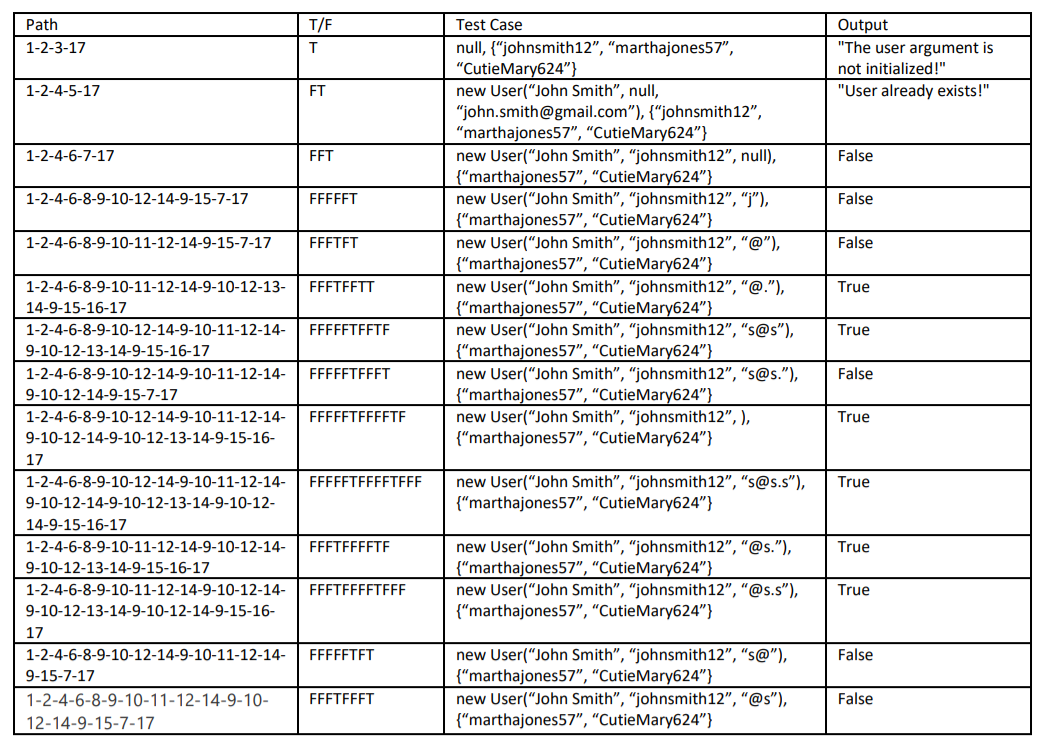 Path T/F Test Case Output
1-2-3-17 T null, {“johnsmith12”, “marthajones57”, "The user argument is
“CutieMary624”} not initialized!"
1-2-4-5-17 FT new User(“John Smith”, null, "User already exists!"
“john.smith@gmail.com”), {“johnsmith12”,
“marthajones57”, “CutieMary624”}
1-2-4-6-7-17 FFT new User(“John Smith”, “johnsmith12”, null), False
{“marthajones57”, “CutieMary624”}
1-2-4-6-8-9-10-12-14-9-15-7-17 FFFFFT new User(“John Smith”, “johnsmith12”, “j”), False
{“marthajones57”, “CutieMary624”}
1-2-4-6-8-9-10-11-12-14-9-15-7-17 FFFTFT new User(“John Smith”, “johnsmith12”, “@”), False
{“marthajones57”, “CutieMary624”}
1-2-4-6-8-9-10-11-12-14-9-10-12-13- FFFTFFTT new User(“John Smith”, “johnsmith12”, “@.”), True
14-9-15-16-17 {“marthajones57”, “CutieMary624”}
1-2-4-6-8-9-10-12-14-9-10-11-12-14- FFFFFTFFTF new User(“John Smith”, “johnsmith12”, “s@s”), True
9-10-12-13-14-9-15-16-17 {“marthajones57”, “CutieMary624”}
1-2-4-6-8-9-10-12-14-9-10-11-12-14- FFFFFTFFFT new User(“John Smith”, “johnsmith12”, “s@s.”), False
9-10-12-14-9-15-7-17 {“marthajones57”, “CutieMary624”}
1-2-4-6-8-9-10-12-14-9-10-11-12-14- FFFFFTFFFFTF new User(“John Smith”, “johnsmith12”, ), True
9-10-12-14-9-10-12-13-14-9-15-16- {“marthajones57”, “CutieMary624”}
17
1-2-4-6-8-9-10-12-14-9-10-11-12-14- FFFFFTFFFFTFFF new User(“John Smith”, “johnsmith12”, “s@s.s”), True
9-10-12-14-9-10-12-13-14-9-10-12- {“marthajones57”, “CutieMary624”}
14-9-15-16-17
1-2-4-6-8-9-10-11-12-14-9-10-12-14- FFFTFFFFTF new User(“John Smith”, “johnsmith12”, “@s.”), True
9-10-12-13-14-9-15-16-17 {“marthajones57”, “CutieMary624”}
1-2-4-6-8-9-10-11-12-14-9-10-12-14- FFFTFFFFTFFF new User(“John Smith”, “johnsmith12”, “@s.s”), True
9-10-12-13-14-9-10-12-14-9-15-16- {“marthajones57”, “CutieMary624”}
17
1-2-4-6-8-9-10-12-14-9-10-11-12-14- FFFFFTFT new User(“John Smith”, “johnsmith12”, “s@”), False
9-15-7-17 {“marthajones57”, “CutieMary624”}
1-2-4-6-8-9-10-11-12-14-9-10- FFFTFFFT new User(“John Smith”, “johnsmith12”, “@s”), False
12-14-9-15-7-17 {“marthajones57”, “CutieMary624”}